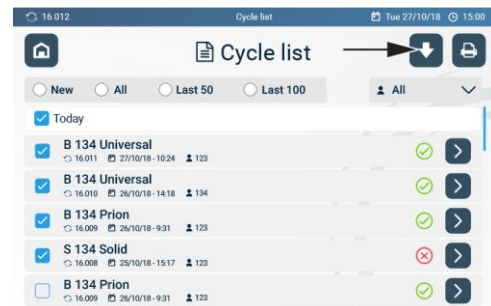 16.012 Cycle list Tue 27/10/18 15:00
Cycle list
New All Last 50 Last 100 All
Today
B 134 Universal
16.011 27/10/18-10:24 123
B 134 Universal
16.010 26/10/18-14:18 134
B 134 Prion
16.009 26/10/18-9:31 123
S 134 Solid
16.008 25/10/18-15:17 123
B 134 Prion
16.009 26/10/18-9:31 123